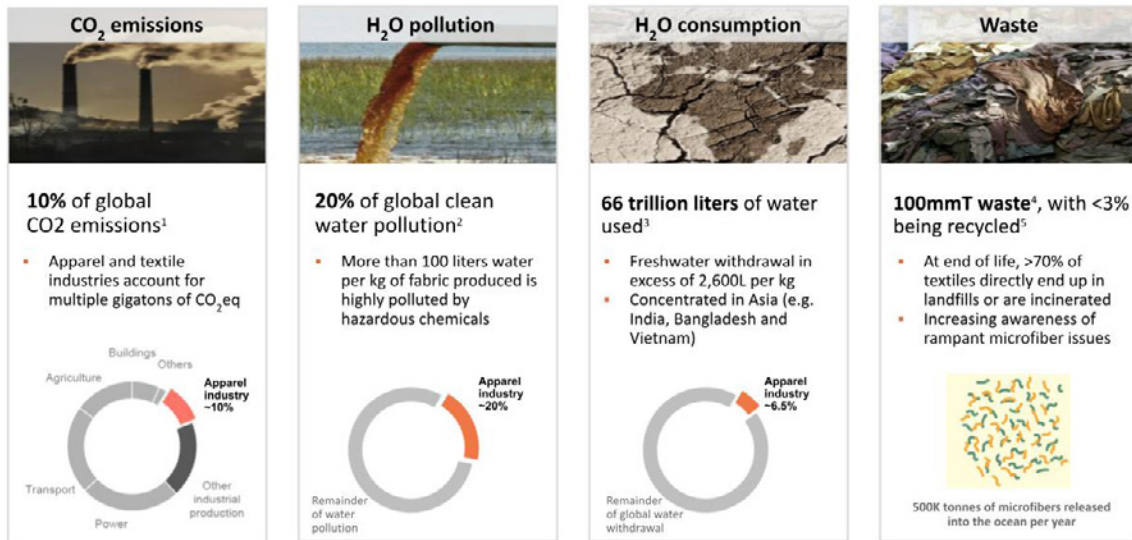 CO₂ emissions
10% of global
CO2 emissions¹
Apparel and textile
industries account for
multiple gigatons of CO₂eq
Buildings
Others
Agriculture
Apparel
industry
~10%
Transport
Other
industrial
production
Power
H₂O pollution
20% of global clean
water pollution²
More than 100 liters water
per kg of fabric produced is
highly polluted by
hazardous chemicals
Apparel
industry
~20%
Remainder
of water
pollution
H₂O consumption
66 trillion liters of water
used³
Freshwater withdrawal in
excess of 2,600L per kg
Concentrated in Asia (e.g.
India, Bangladesh and
Vietnam)
Apparel
industry
~6.5%
Remainder
of global water
withdrawal
Waste
100mmT waste⁴, with <3%
being recycled⁵
At end of life, >70% of
textiles directly end up in
landfills or are incinerated
Increasing awareness of
rampant microfiber issues
500K tonnes of microfibers released
into the ocean per year